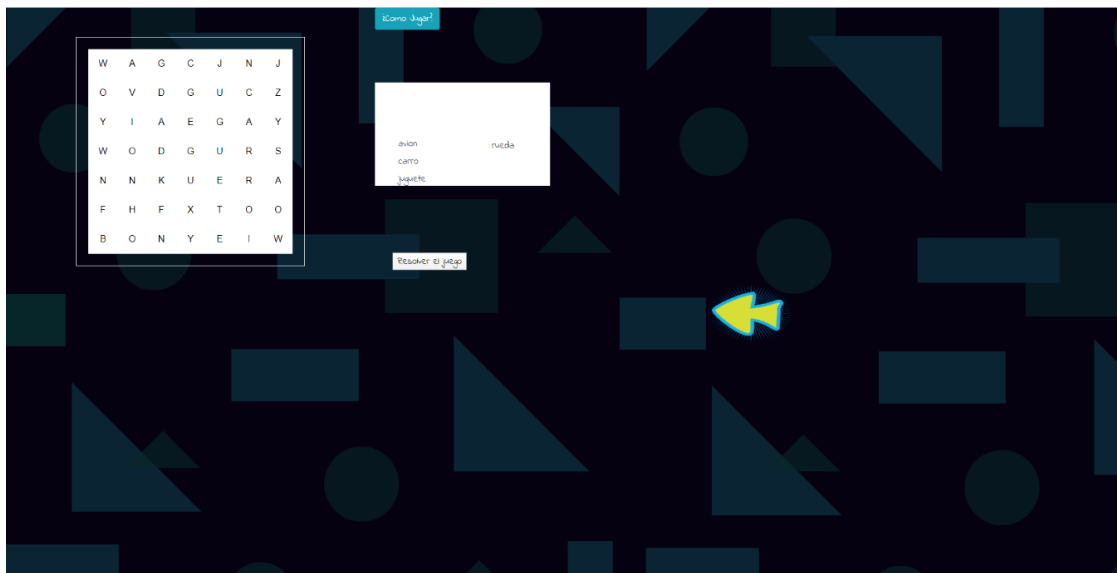 ¿Como Jugar?
W A G C J N J
O V D G U C Z
Y I A E G A Y
W O D G U R S
N N K U E R A
F H F X T O O
B O N Y E I W
avion rueda
carro
juguete
Resolver el juego